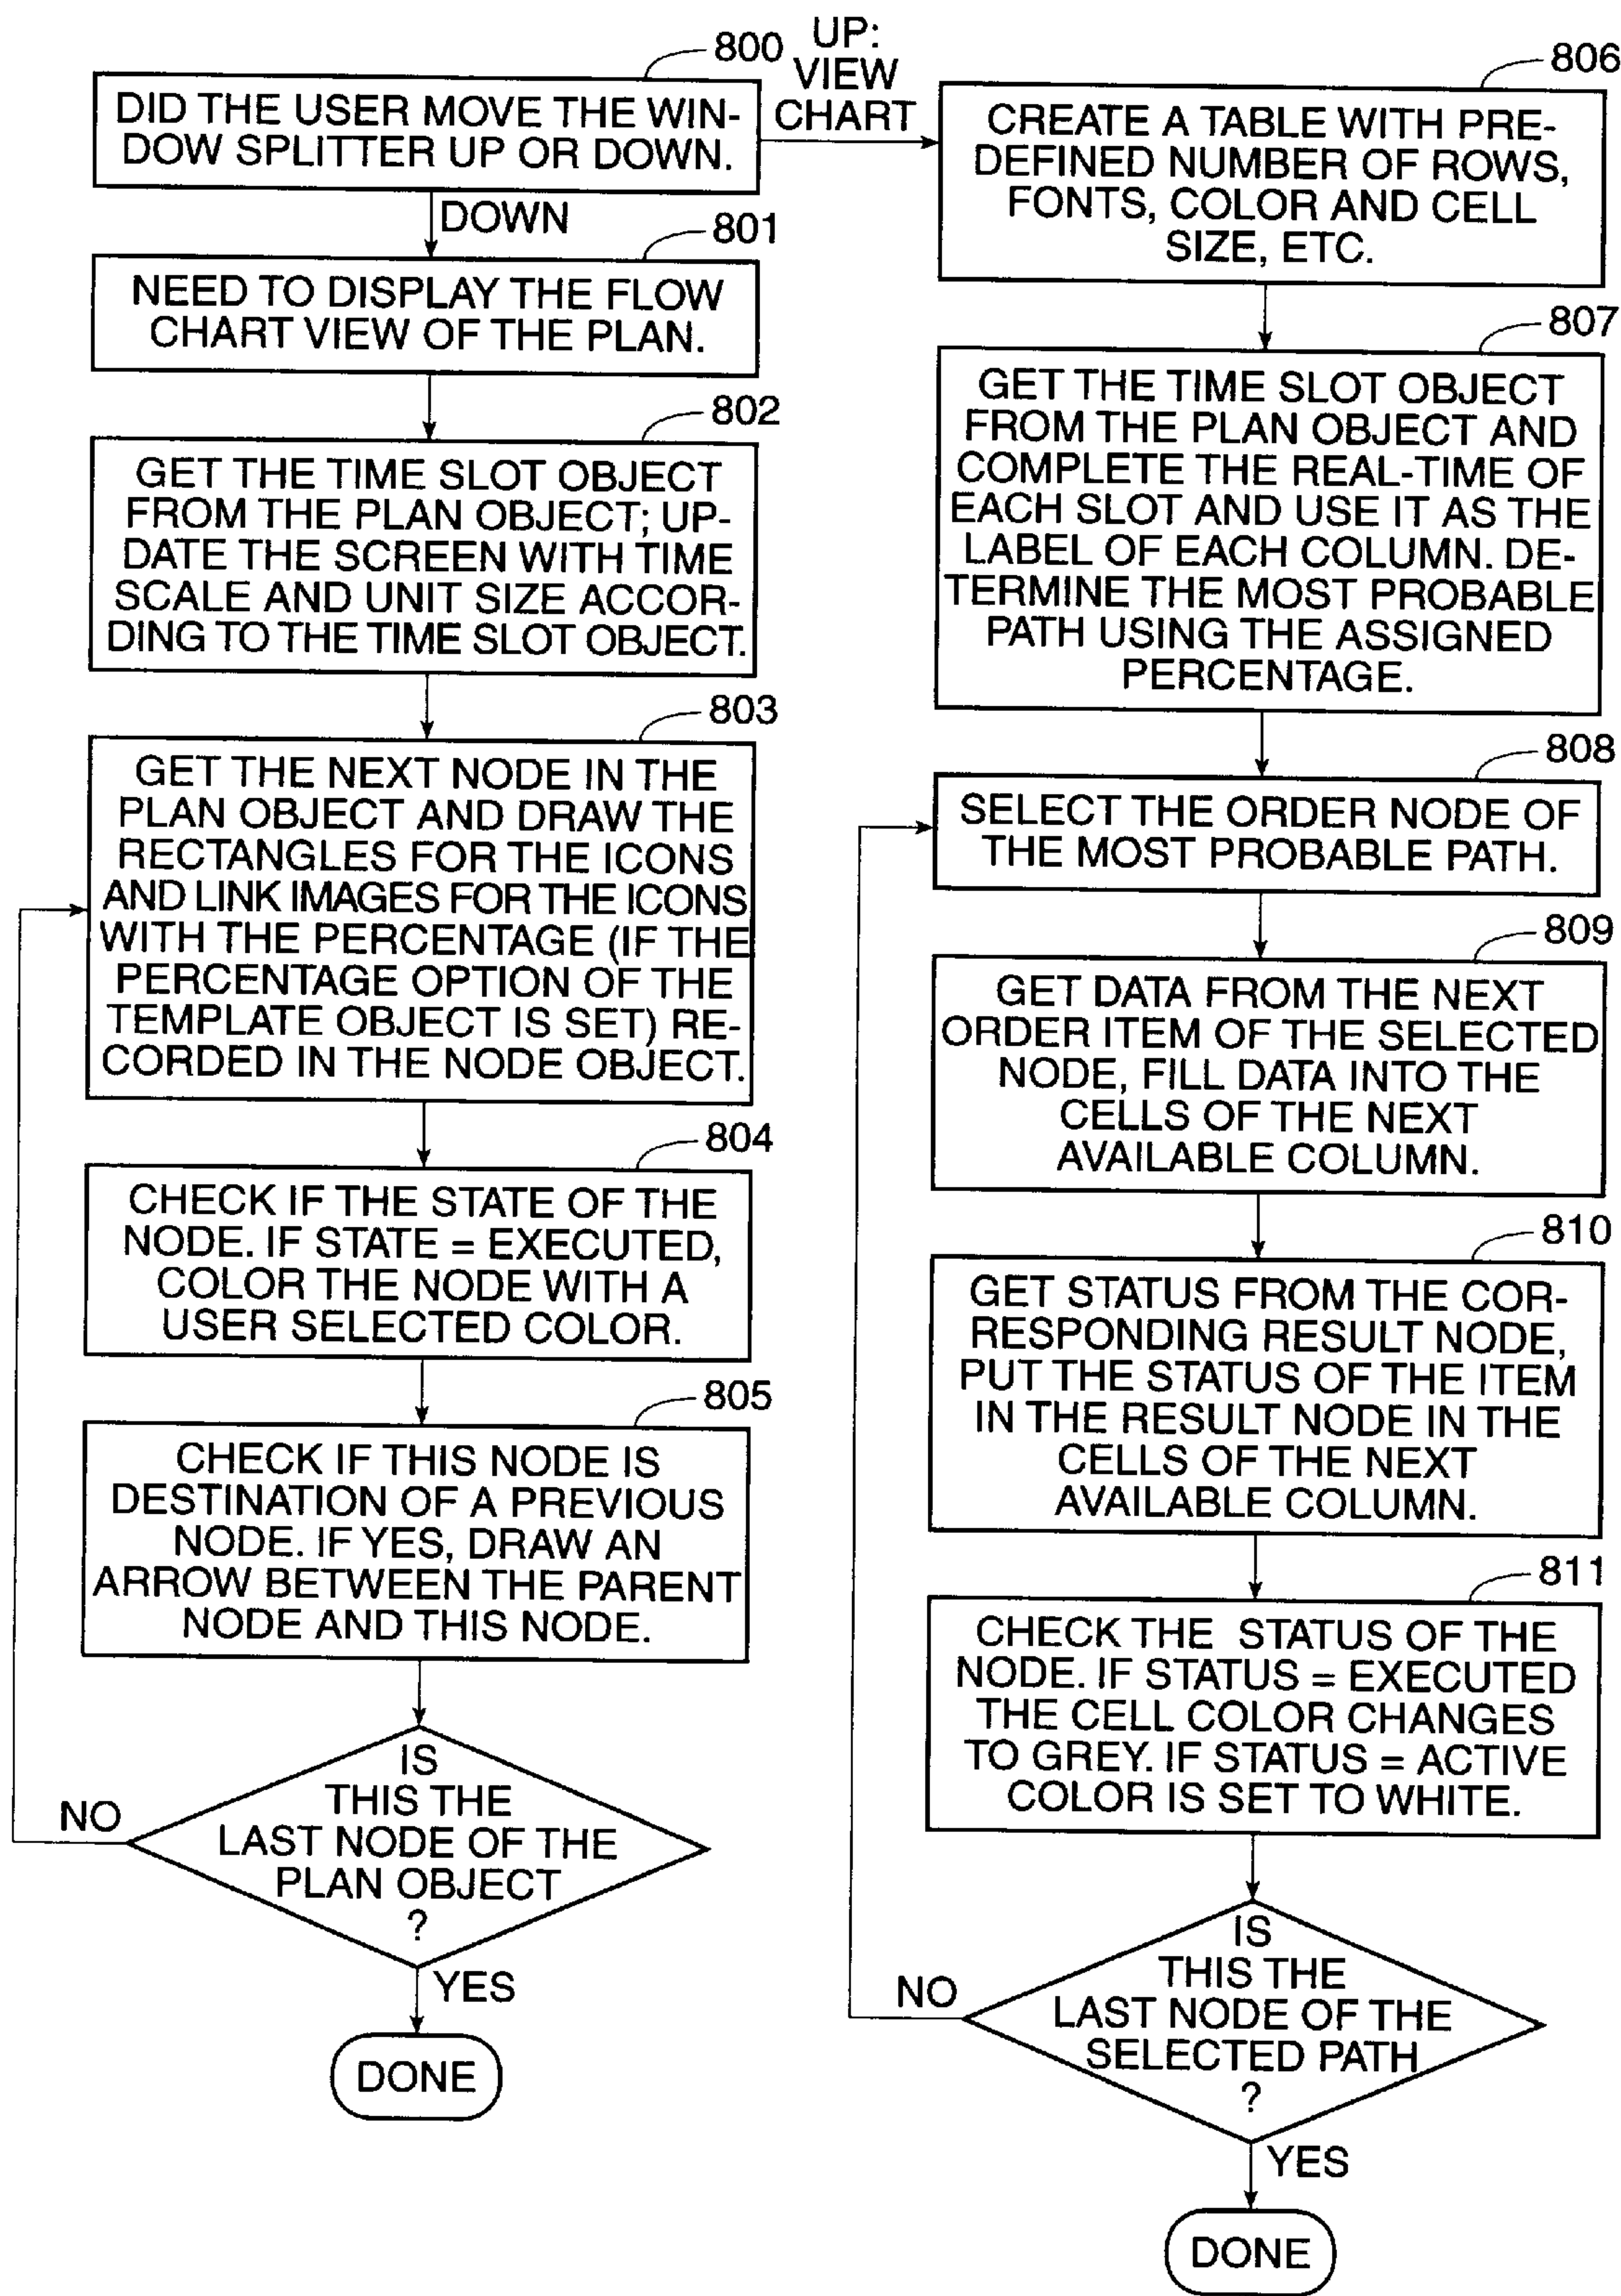 800
DID THE USER MOVE THE WIN-
DOW SPLITTER UP OR DOWN.
DOWN
801
NEED TO DISPLAY THE FLOW
CHART VIEW OF THE PLAN.
802
GET THE TIME SLOT OBJECT
FROM THE PLAN OBJECT; UP-
DATE THE SCREEN WITH TIME
SCALE AND UNIT SIZE ACCOR-
DING TO THE TIME SLOT OBJECT.
803
GET THE NEXT NODE IN THE
PLAN OBJECT AND DRAW THE
RECTANGLES FOR THE ICONS
AND LINK IMAGES FOR THE ICONS
WITH THE PERCENTAGE (IF THE
PERCENTAGE OPTION OF THE
TEMPLATE OBJECT IS SET) RE-
CORDED IN THE NODE OBJECT.
804
CHECK IF THE STATE OF THE
NODE. IF STATE = EXECUTED,
COLOR THE NODE WITH A
USER SELECTED COLOR.
805
CHECK IF THIS NODE IS
DESTINATION OF A PREVIOUS
NODE. IF YES, DRAW AN
ARROW BETWEEN THE PARENT
NODE AND THIS NODE.
IS
THIS THE
LAST NODE OF THE
PLAN OBJECT
?
NO
YES
DONE
UP:
VIEW
CHART
806
CREATE A TABLE WITH PRE-
DEFINED NUMBER OF ROWS,
FONTS, COLOR AND CELL
SIZE, ETC.
807
GET THE TIME SLOT OBJECT
FROM THE PLAN OBJECT AND
COMPLETE THE REAL-TIME OF
EACH SLOT AND USE IT AS THE
LABEL OF EACH COLUMN. DE-
TERMINE THE MOST PROBABLE
PATH USING THE ASSIGNED
PERCENTAGE.
808
SELECT THE ORDER NODE OF
THE MOST PROBABLE PATH.
809
GET DATA FROM THE NEXT
ORDER ITEM OF THE SELECTED
NODE, FILL DATA INTO THE
CELLS OF THE NEXT
AVAILABLE COLUMN.
810
GET STATUS FROM THE COR-
RESPONDING RESULT NODE,
PUT THE STATUS OF THE ITEM
IN THE RESULT NODE IN THE
CELLS OF THE NEXT
AVAILABLE COLUMN.
811
CHECK THE STATUS OF THE
NODE. IF STATUS = EXECUTED
THE CELL COLOR CHANGES
TO GREY. IF STATUS = ACTIVE
COLOR IS SET TO WHITE.
IS
THIS THE
LAST NODE OF THE
SELECTED PATH
?
NO
YES
DONE